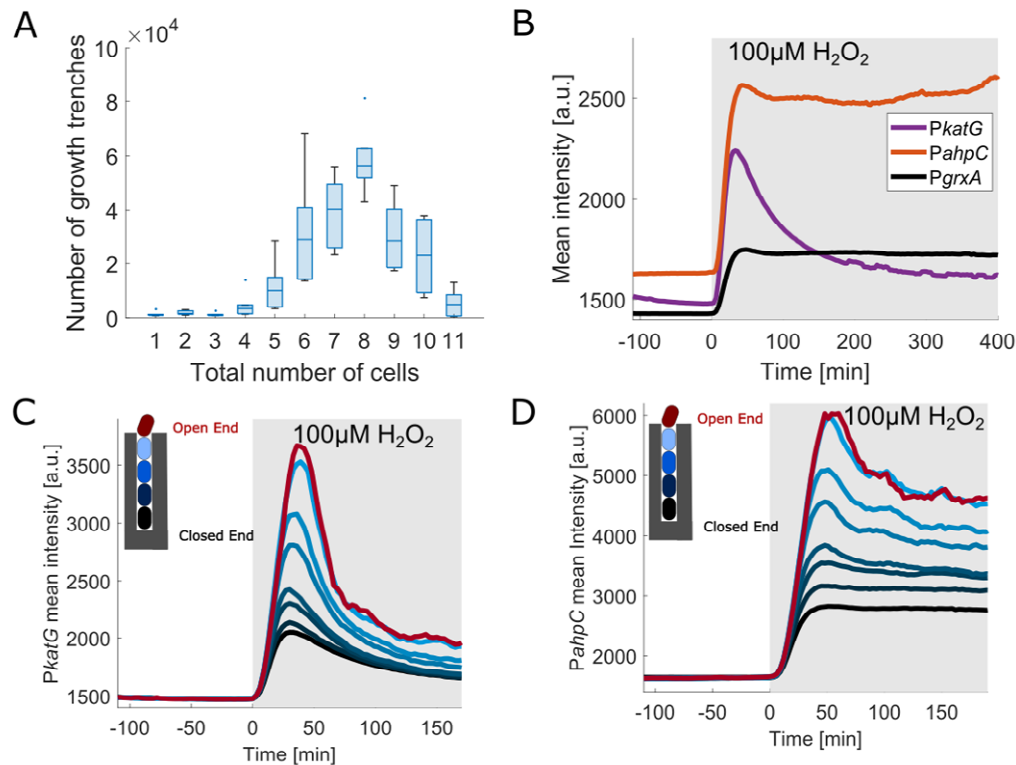 A
×10⁴
10
8
6
4
2
0
Number of growth trenches
1 2 3 4 5 6 7 8 9 10 11
Total number of cells
B
100µM H₂O₂
2500
2000
1500
Mean intensity [a.u.]
PkatG
PahpC
PgrxA
-100 0 100 200 300 400
Time [min]
C
Open End
100µM H₂O₂
Closed End
3500
3000
2500
2000
1500
PkatG mean intensity [a.u.]
-100 -50 0 50 100 150
Time [min]
D
Open End
100µM H₂O₂
Closed End
6000
5000
4000
3000
2000
PahpC mean Intensity [a.u.]
-100 -50 0 50 100 150
Time [min]